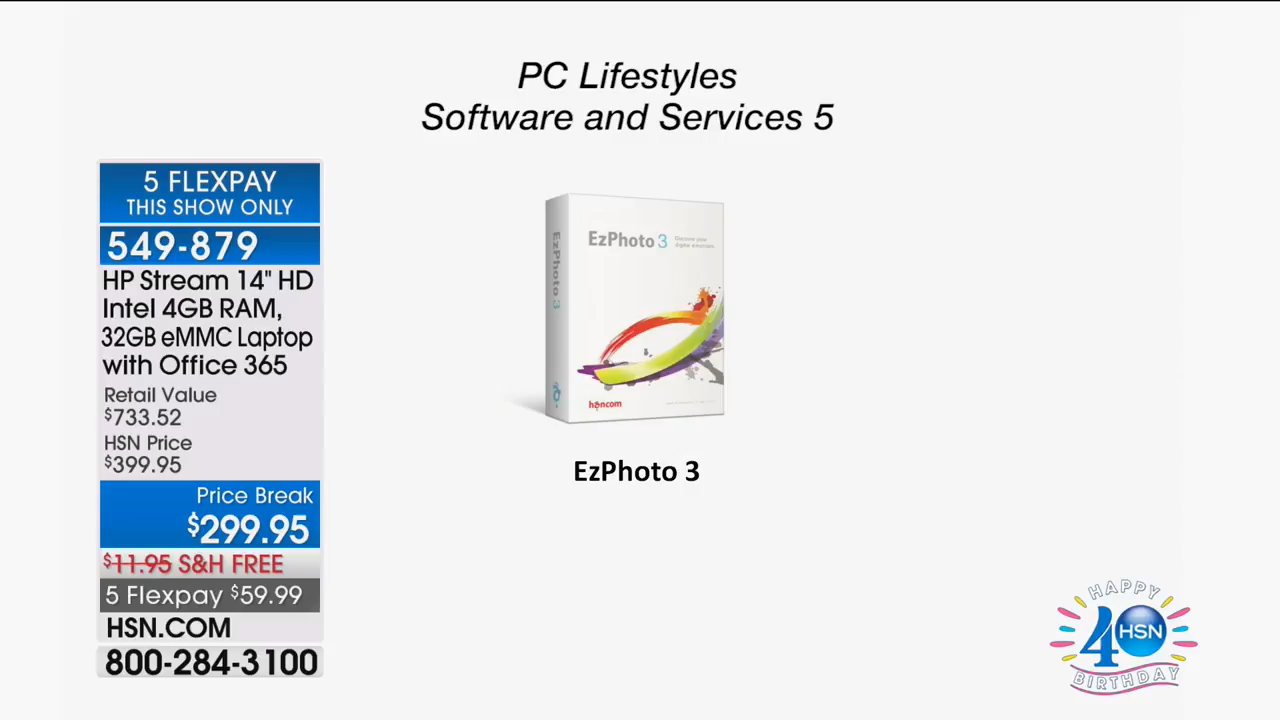 PC Lifestyles
Software and Services 5
5 FLEXPAY
THIS SHOW ONLY
549-879
HP Stream 14" HD
Intel 4GB RAM,
32GB eMMC Laptop
with Office 365
Retail Value
$733.52
HSN Price
$399.95
Price Break
$299.95
$11.95 S&H FREE
5 Flexpay $59.99
HSN.COM
800-284-3100
EzPhoto 3
EzPhoto 3
hancom
EzPhoto 3
HAPPY
40 HSN
BIRTHDAY